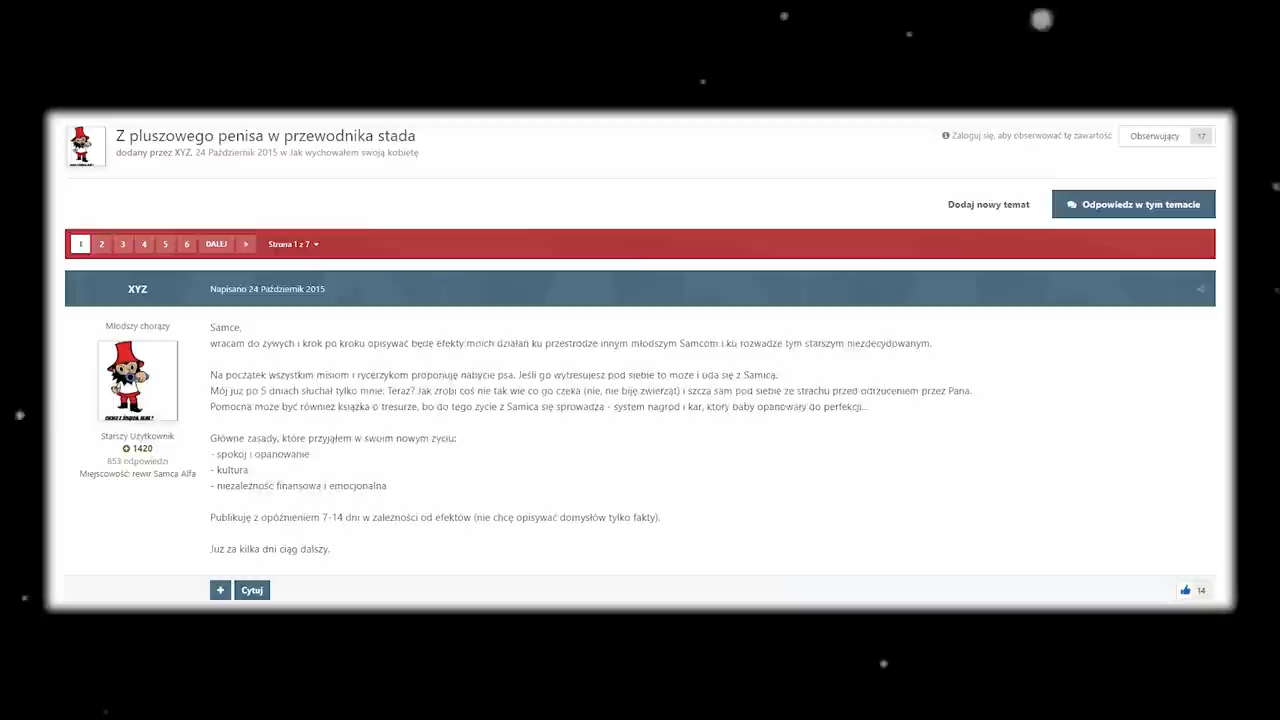 Z pluszowego penisa w przewodnika stada
dodany przez XYZ, 24 Październik 2015 w Jak wychowałem swoją kobietę
Zaloguj się, aby obserwować tę zawartość
Obserwujący 17
Dodaj nowy temat
Odpowiedz w tym temacie
1 2 3 4 5 6 DALEJ » Strona 1 z 7
XYZ
Napisano 24 Październik 2015
Młodszy chorąży
Starszy Użytkownik
1420
853 odpowiedzi
Miejscowość: rewir Samca Alfa
Samce,
wracam do żywych i krok po kroku opisywać będę efekty moich działań ku przestrodze innym młodszym Samcom i ku rozwadze tym starszym niezdecydowanym.
Na początek wszystkim misiom i rycerzykom proponuję nabycie psa. Jeśli go wytresujesz pod siebie to może i uda się z Samicą.
Mój już po 5 dniach słuchał tylko mnie. Teraz? Jak zrobi coś nie tak wie co go czeka (nie, nie biję zwierząt) i szcza sam pod siebie ze strachu przed odrzuceniem przez Pana.
Pomocna może być również książka o tresurze, bo do tego życie z Samicą się sprowadza - system nagród i kar, który baby opanowały do perfekcji...
Główne zasady, które przyjąłem w swoim nowym życiu:
- spokój i opanowanie
- kultura
- niezależność finansowa i emocjonalna
Publikuję z opóźnieniem 7-14 dni w zależności od efektów (nie chcę opisywać domysłów tylko fakty).
Już za kilka dni ciąg dalszy.
+ Cytuj
14